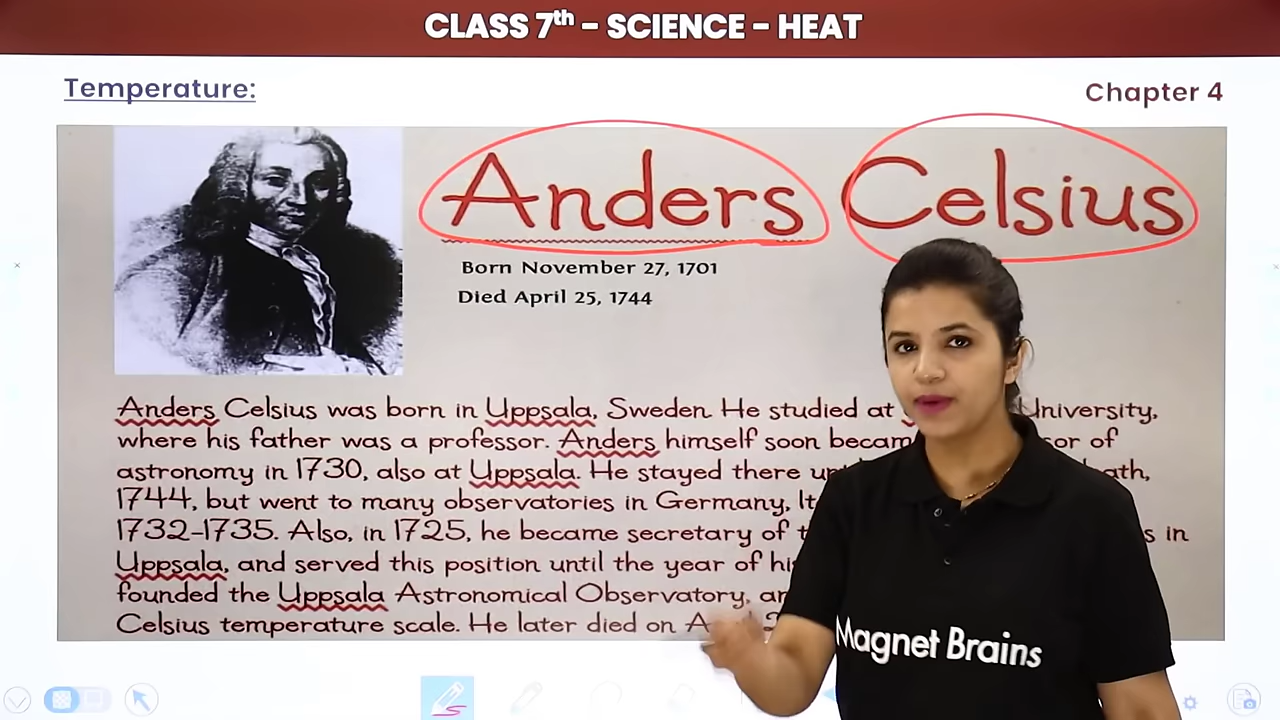 CLASS 7th - SCIENCE - HEAT
Temperature:
Chapter 4
Anders Celsius
Born November 27, 1701
Died April 25, 1744
Anders Celsius was born in Uppsala, Sweden. He studied at University,
where his father was a professor. Anders himself soon of
astronomy in 1730, also at Uppsala. He stayed there
1744, but went to many observatories in Germany,
1732-1735. Also, in 1725, he became secretary of in
Uppsala, and served this position until the year of
founded the Uppsala Astronomical Observatory,
Celsius temperature scale. He later died on
Magnet Brains